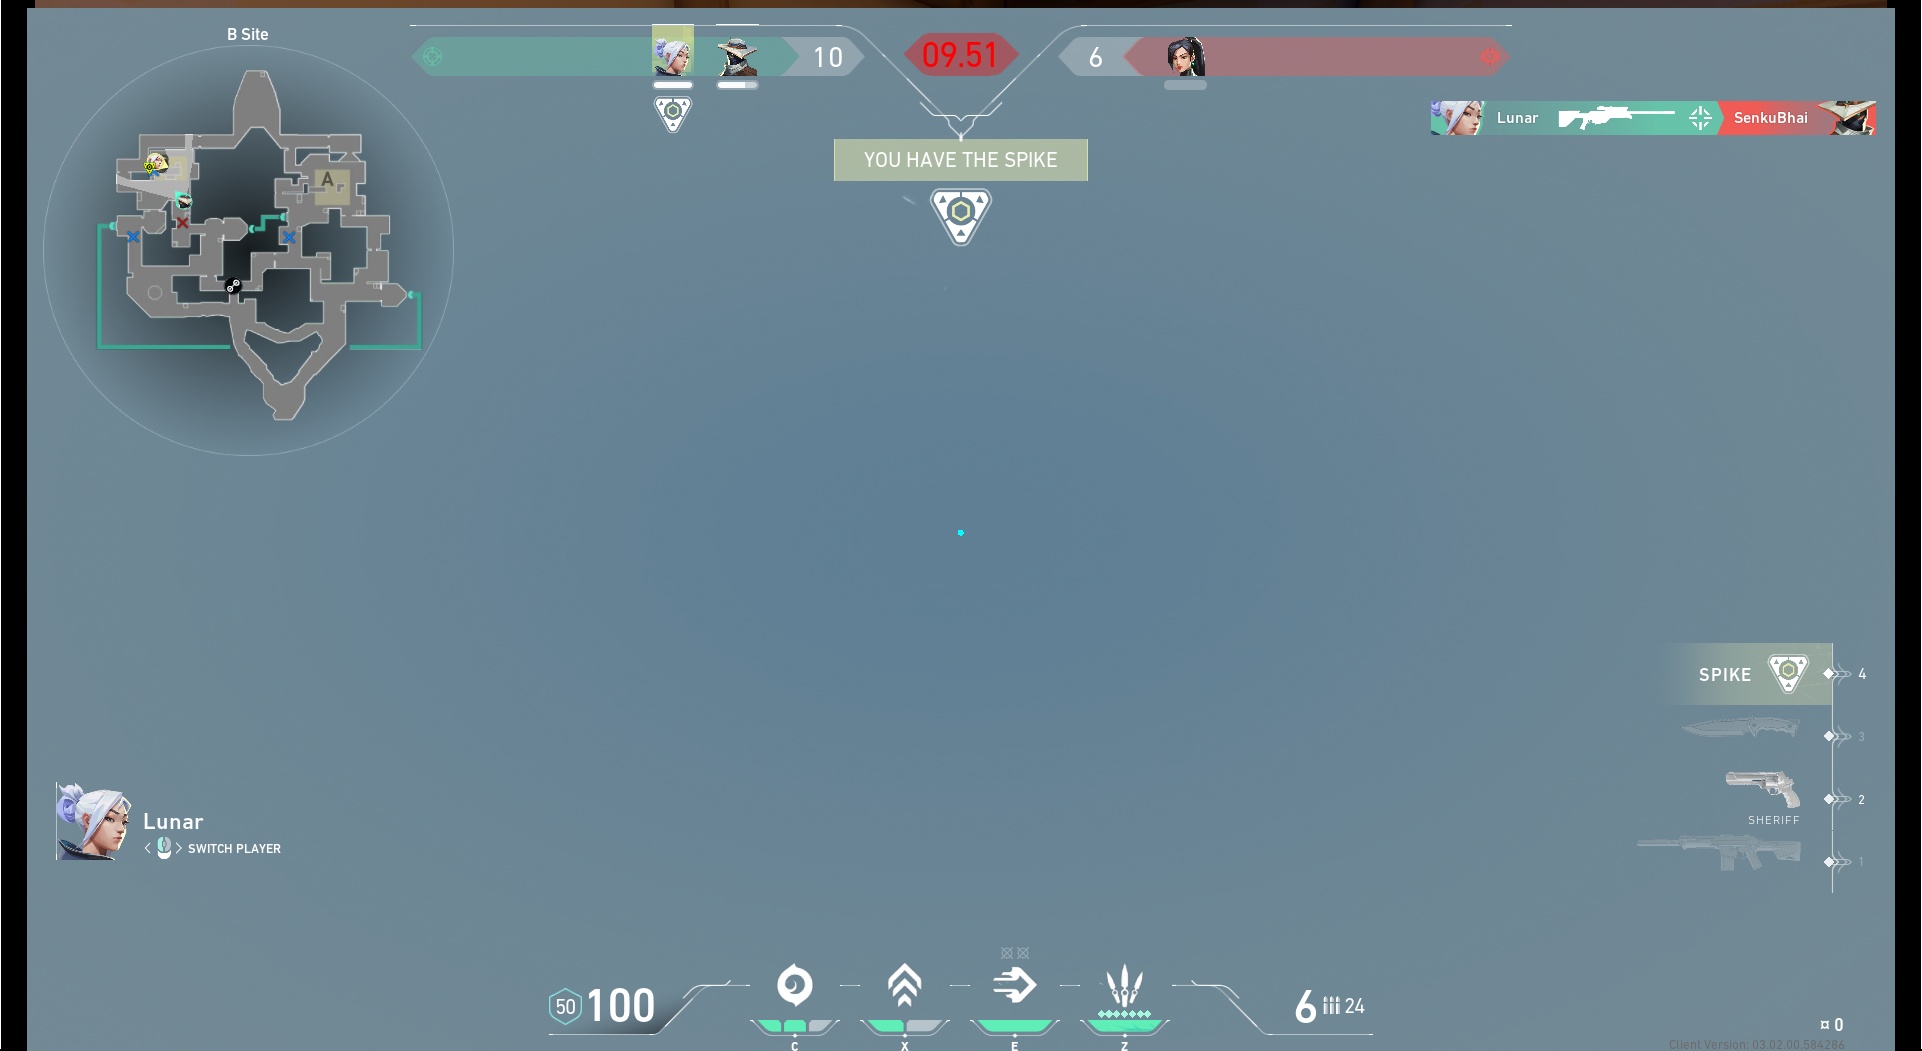 B Site
10
09.51
6
Lunar
SenkuBhai
YOU HAVE THE SPIKE
A
SPIKE
4
3
2
SHERIFF
1
Lunar
< > SWITCH PLAYER
50 100
6
24
C
X
E
Z
¤ 0
Client Version: 03.02.00.584286